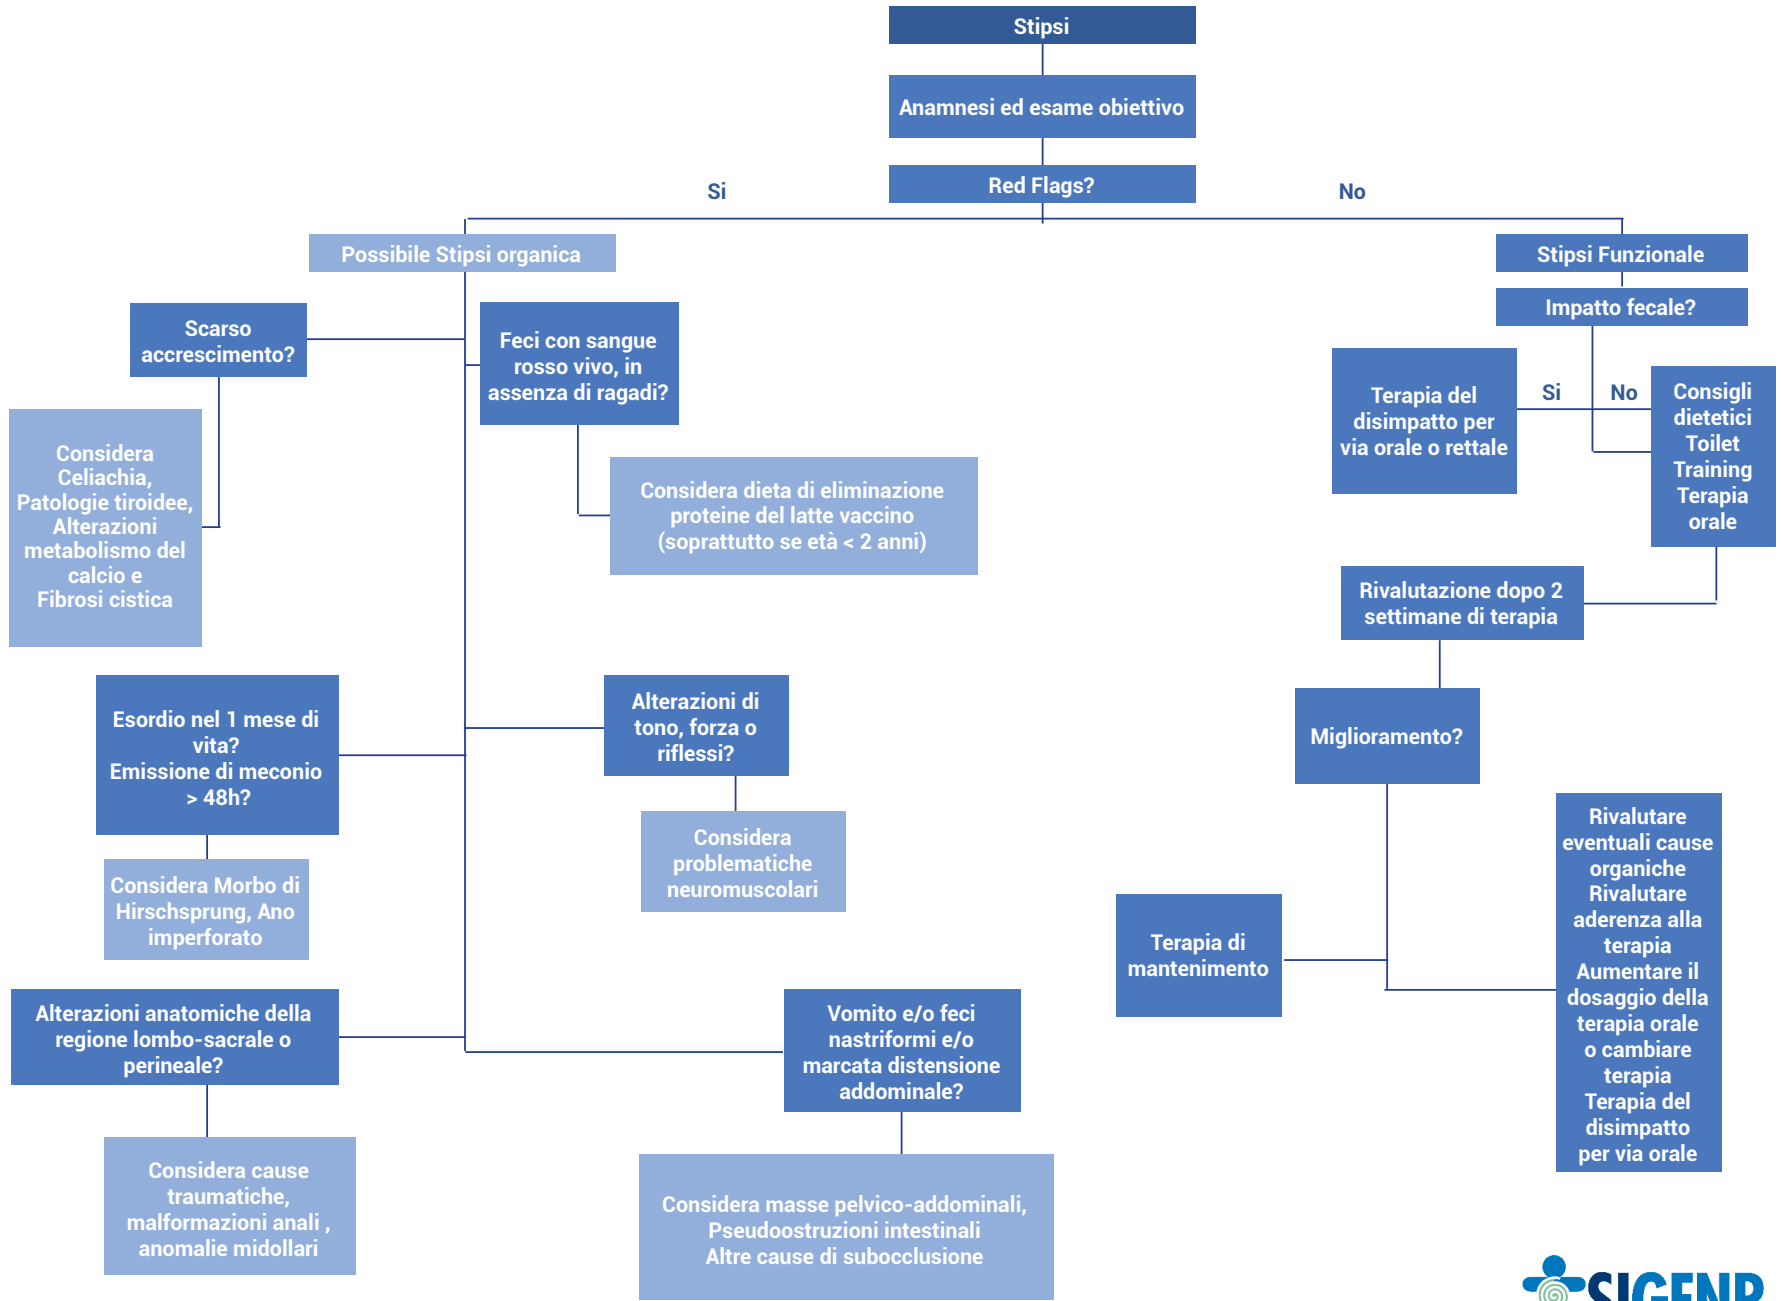 Stipsi
Anamnesi ed esame obiettivo
Red Flags?
Si
No
Possibile Stipsi organica
Scarso
accrescimento?
Considera
Celiachia,
Patologie tiroidee,
Alterazioni
metabolismo del
calcio e
Fibrosi cistica
Feci con sangue
rosso vivo, in
assenza di ragadi?
Considera dieta di eliminazione
proteine del latte vaccino
(soprattutto se età < 2 anni)
Esordio nel 1 mese di
vita?
Emissione di meconio
> 48h?
Considera Morbo di
Hirschsprung, Ano
imperforato
Alterazioni di
tono, forza o
riflessi?
Considera
problematiche
neuromuscolari
Alterazioni anatomiche della
regione lombo-sacrale o
perineale?
Considera cause
traumatiche,
malformazioni anali ,
anomalie midollari
Vomito e/o feci
nastriformi e/o
marcata distensione
addominale?
Considera masse pelvico-addominali,
Pseudoostruzioni intestinali
Altre cause di subocclusione
Stipsi Funzionale
Impatto fecale?
Si
No
Terapia del
disimpatto per
via orale o rettale
Consigli
dietetici
Toilet
Training
Terapia
orale
Rivalutazione dopo 2
settimane di terapia
Miglioramento?
Terapia di
mantenimento
Rivalutare
eventuali cause
organiche
Rivalutare
aderenza alla
terapia
Aumentare il
dosaggio della
terapia orale
o cambiare
terapia
Terapia del
disimpatto
per via orale
SIGENP